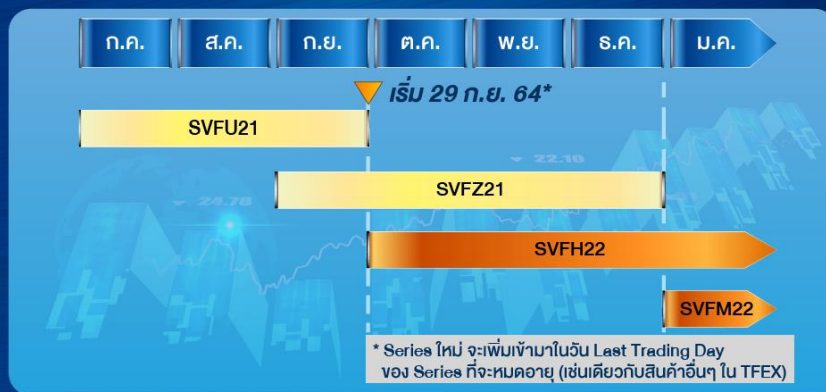 ก.ค. ส.ค. ก.ย. ต.ค. พ.ย. ธ.ค. ม.ค.
เริ่ม 29 ก.ย. 64*
SVFU21
22.10
SVFZ21
24.76
SVFH22
SVFM22
* Series ใหม่ จะเพิ่มเข้ามาในวัน Last Trading Day
ของ Series ที่จะหมดอายุ (เช่นเดียวกับสินค้าอื่นๆ ใน TFEX)